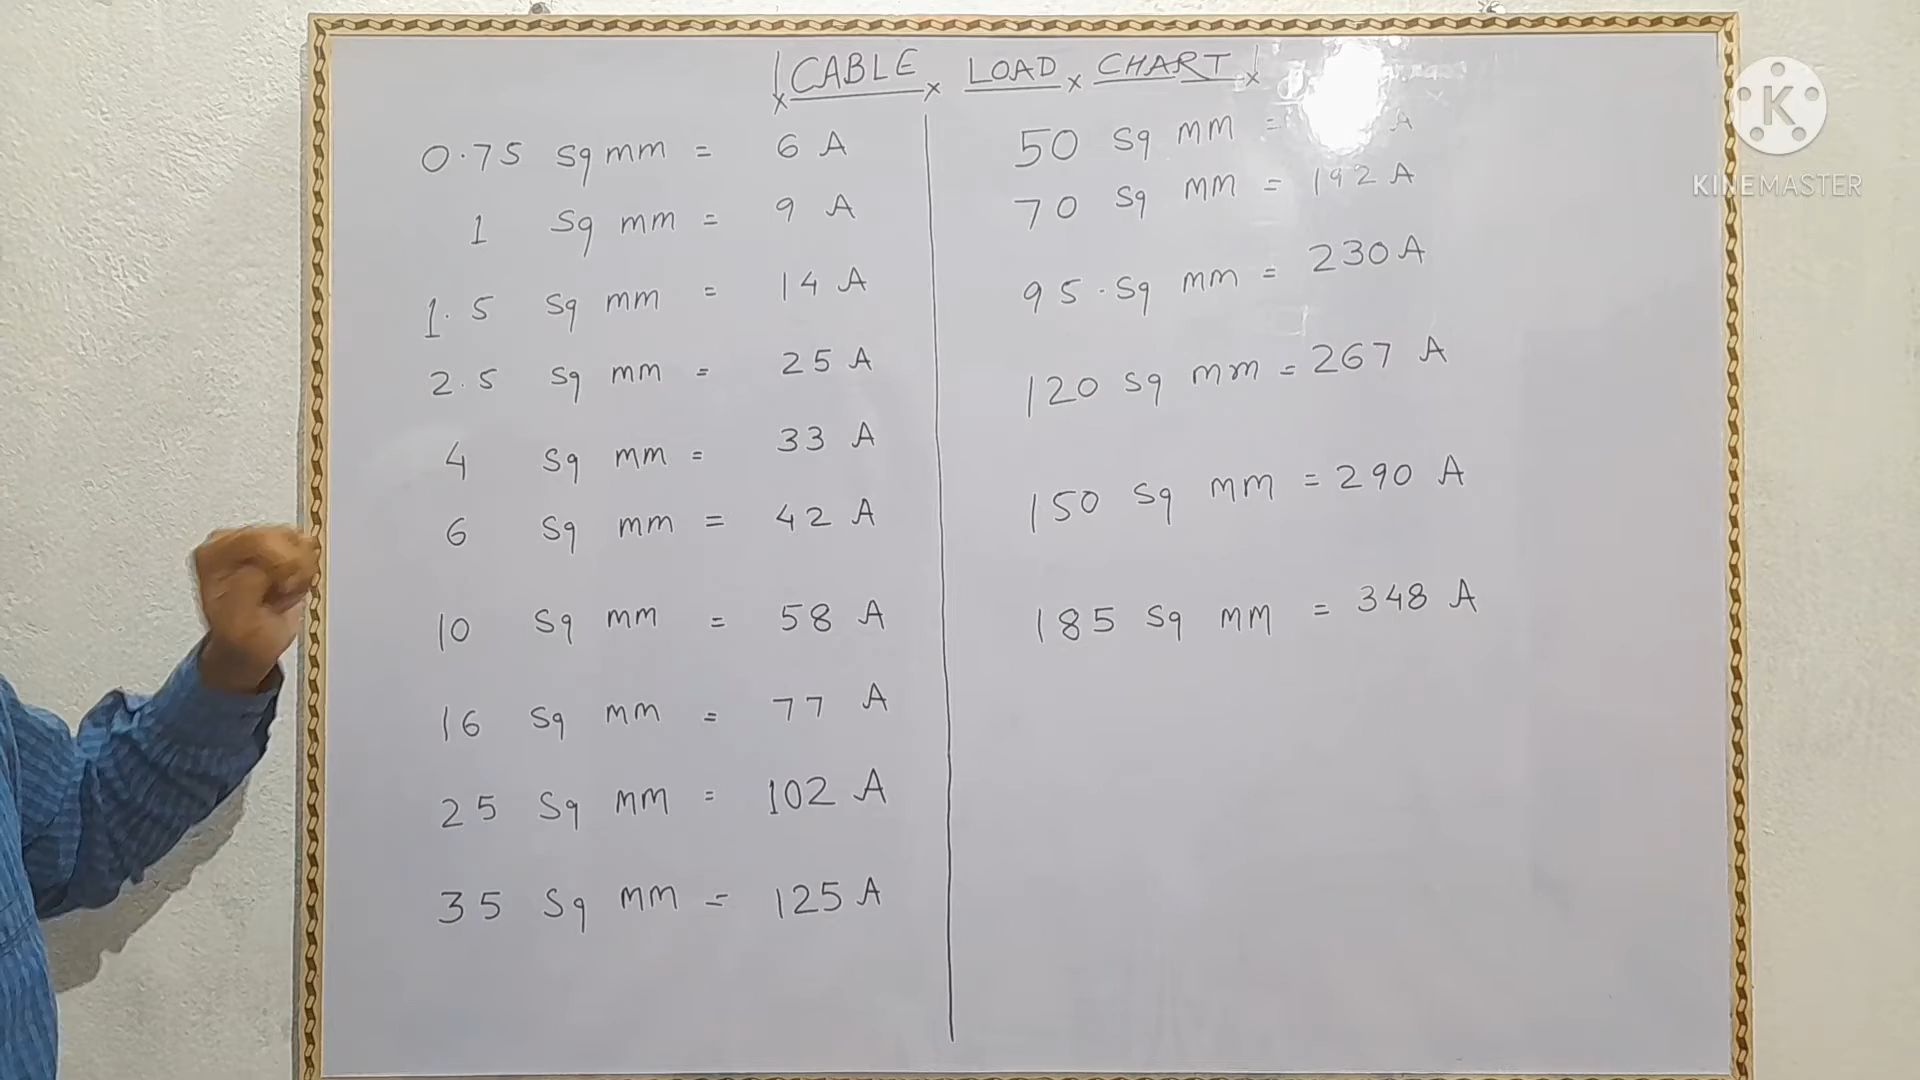 CABLE LOAD CHART
0.75 Sq mm = 6 A
1 Sq mm = 9 A
1.5 Sq mm = 14 A
2.5 Sq mm = 25 A
4 Sq mm = 33 A
6 Sq mm = 42 A
10 Sq mm = 58 A
16 Sq mm = 77 A
25 Sq mm = 102 A
35 Sq mm = 125 A
50 Sq mm = A
70 Sq mm = 192 A
95 . Sq mm = 230 A
120 Sq mm = 267 A
150 Sq mm = 290 A
185 Sq mm = 348 A
K
KINEMASTER